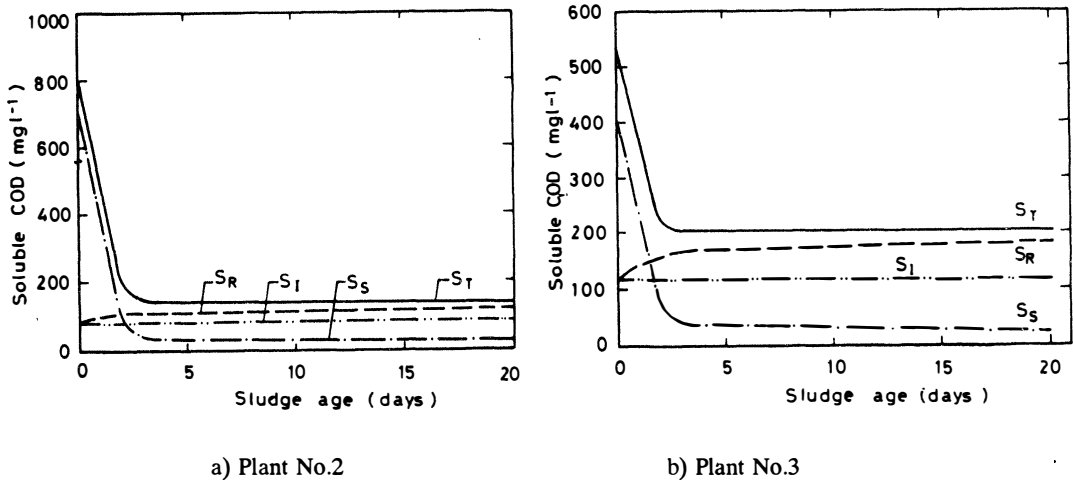 1000
800
600
400
200
0
Soluble COD (mgl⁻¹)
S_R
S_I
S_S
S_T
0 5 10 15 20
Sludge age (days)
a) Plant No.2
600
500
400
300
200
100
0
Soluble COD (mgl⁻¹)
S_T
S_R
S_I
S_S
0 5 10 15 20
Sludge age (days)
b) Plant No.3